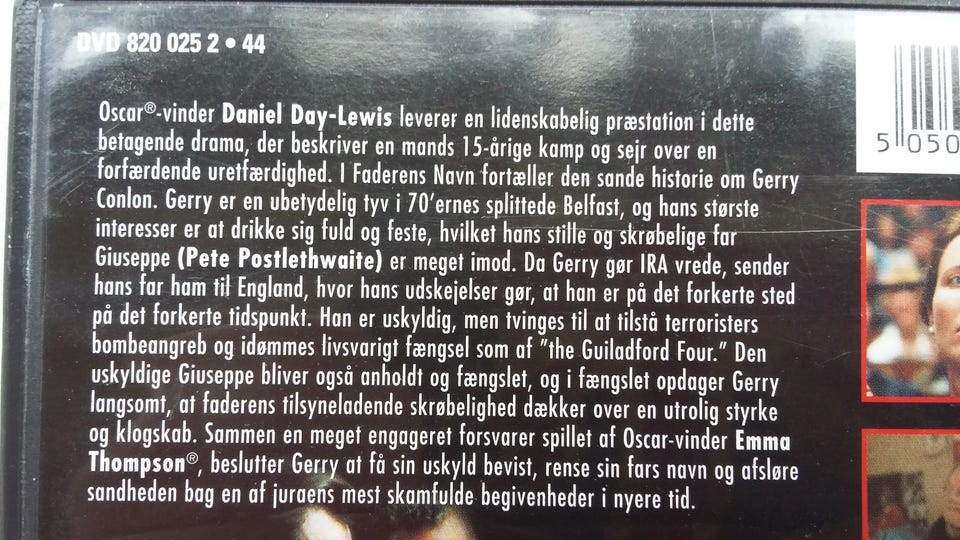 DVD 820 025 2 • 44
Oscar®-vinder Daniel Day-Lewis leverer en lidenskabelig præstation i dette
betagende drama, der beskriver en mands 15-årige kamp og sejr over en
forfærdende uretfærdighed. I Faderens Navn fortæller den sande historie om Gerry
Conlon. Gerry er en ubetydelig tyv i 70'ernes splittede Belfast, og hans største
interesser er at drikke sig fuld og feste, hvilket hans stille og skrøbelige far
Giuseppe (Pete Postlethwaite) er meget imod. Da Gerry gør IRA vrede, sender
hans far ham til England, hvor hans udskejelser gør, at han er på det forkerte sted
på det forkerte tidspunkt. Han er uskyldig, men tvinges til at tilstå terroristers
bombeangreb og idømmes livsvarigt fængsel som af "the Guiladford Four." Den
uskyldige Giuseppe bliver også anholdt og fængslet, og i fængslet opdager Gerry
langsomt, at faderens tilsyneladende skrøbelighed dækker over en utrolig styrke
og klogskab. Sammen en meget engageret forsvarer spillet af Oscar-vinder Emma
Thompson®, beslutter Gerry at få sin uskyld bevist, rense sin fars navn og afsløre
sandheden bag en af juraens mest skamfulde begivenheder i nyere tid.
5 050